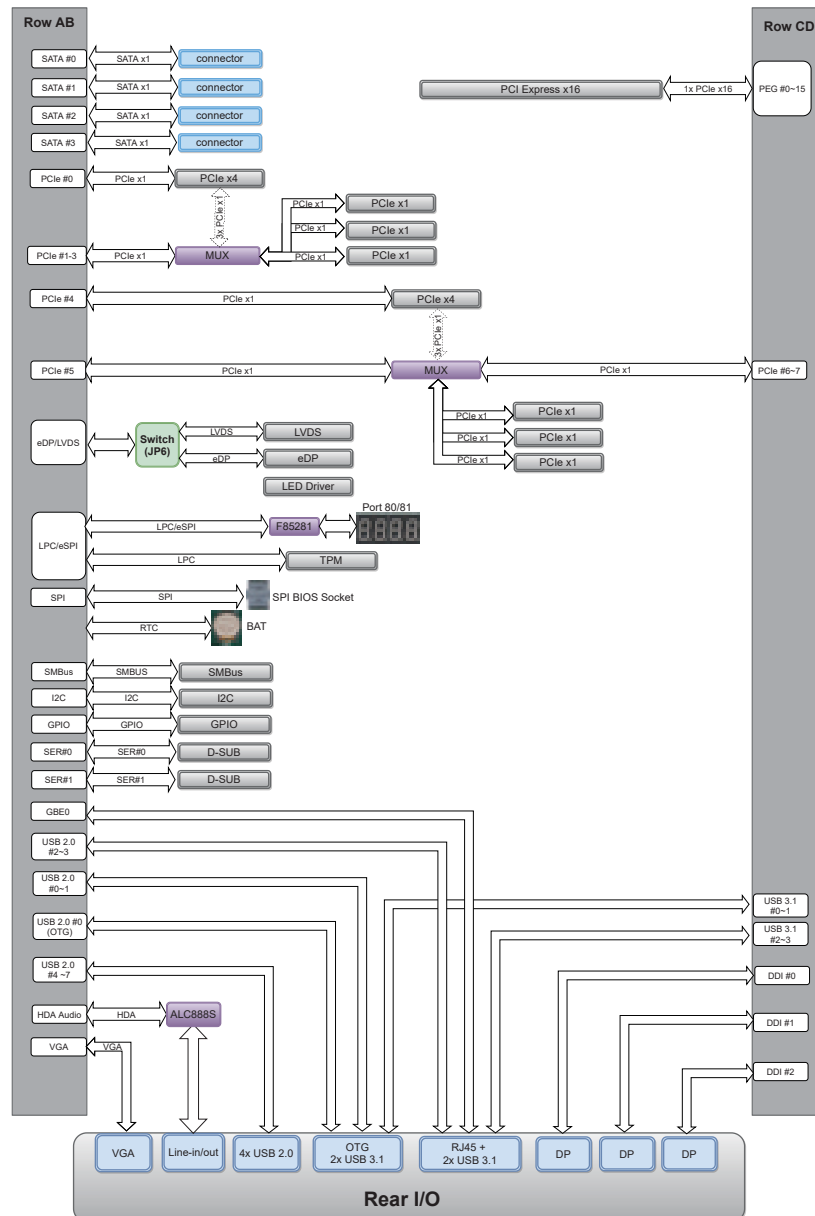 Row AB
Row CD
SATA #0
SATA x1
connector
SATA #1
SATA x1
connector
PCI Express x16
1x PCIe x16
PEG #0~15
SATA #2
SATA x1
connector
SATA #3
SATA x1
connector
PCIe #0
PCIe x1
PCIe x4
3x PCIe x1
PCIe x1
PCIe x1
PCIe x1
PCIe #1-3
PCIe x1
MUX
PCIe x1
PCIe x1
PCIe #4
PCIe x1
PCIe x4
3x PCIe x1
PCIe #5
PCIe x1
MUX
PCIe x1
PCIe #6~7
PCIe x1
PCIe x1
PCIe x1
PCIe x1
PCIe x1
PCIe x1
eDP/LVDS
Switch
(JP6)
LVDS
LVDS
eDP
eDP
LED Driver
Port 80/81
LPC/eSPI
LPC/eSPI
F85281
LPC
TPM
SPI
SPI
SPI BIOS Socket
RTC
BAT
SMBus
SMBUS
SMBus
I2C
I2C
I2C
GPIO
GPIO
GPIO
SER#0
SER#0
D-SUB
SER#1
SER#1
D-SUB
GBE0
USB 2.0
#2~3
USB 2.0
#0~1
USB 3.1
#0~1
USB 2.0 #0
(OTG)
USB 3.1
#2~3
USB 2.0
#4 ~7
DDI #0
HDA Audio
HDA
ALC888S
DDI #1
VGA
VGA
DDI #2
VGA
Line-in/out
4x USB 2.0
OTG
2x USB 3.1
RJ45 +
2x USB 3.1
DP
DP
DP
Rear I/O